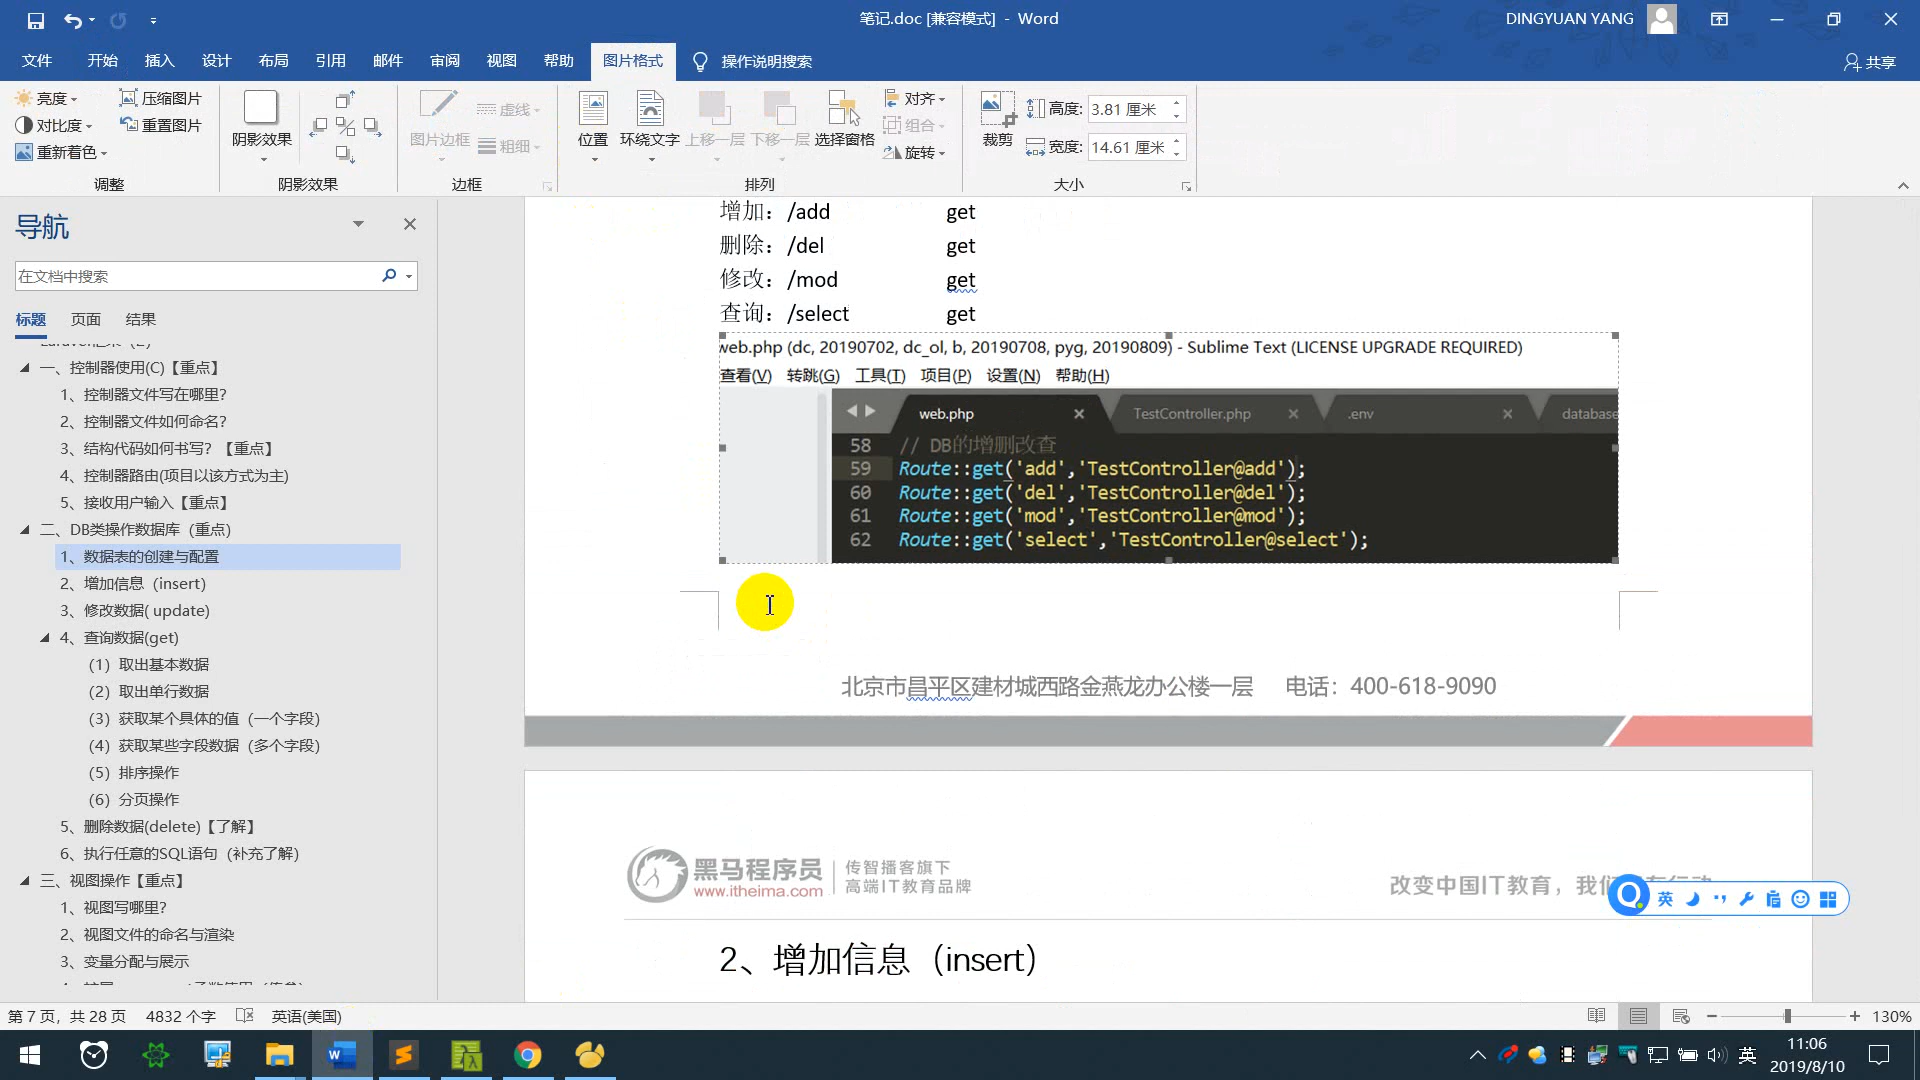 笔记.doc [兼容模式] - Word
DINGYUAN YANG
文件 开始 插入 设计 布局 引用 邮件 审阅 视图 帮助 图片格式 操作说明搜索
共享
亮度 压缩图片
对比度 重置图片
重新着色
调整
阴影效果
阴影效果
图片边框 虚线
粗细
边框
位置 环绕文字 上移一层 下移一层 选择窗格
对齐
组合
旋转
排列
裁剪
高度: 3.81 厘米
宽度: 14.61 厘米
大小
导航
在文档中搜索
标题 页面 结果
一、控制器使用(C)【重点】
1、控制器文件写在哪里?
2、控制器文件如何命名?
3、结构代码如何书写? 【重点】
4、控制器路由(项目以该方式为主)
5、接收用户输入【重点】
二、DB类操作数据库（重点）
1、数据表的创建与配置
2、增加信息（insert）
3、修改数据( update)
4、查询数据(get)
（1）取出基本数据
（2）取出单行数据
（3）获取某个具体的值（一个字段）
（4）获取某些字段数据（多个字段）
（5）排序操作
（6）分页操作
5、删除数据(delete)【了解】
6、执行任意的SQL语句（补充了解）
三、视图操作【重点】
1、视图写哪里?
2、视图文件的命名与渲染
3、变量分配与展示
增加：/add get
删除：/del get
修改：/mod get
查询：/select get
web.php (dc, 20190702, dc_ol, b, 20190708, pyg, 20190809) - Sublime Text (LICENSE UPGRADE REQUIRED)
查看(V) 转跳(G) 工具(T) 项目(P) 设置(N) 帮助(H)
web.php TestController.php .env database
58 // DB的增删改查
59 Route::get('add','TestController@add');
60 Route::get('del','TestController@del');
61 Route::get('mod','TestController@mod');
62 Route::get('select','TestController@select');
北京市昌平区建材城西路金燕龙办公楼一层 电话：400-618-9090
黑马程序员
www.itheima.com
传智播客旗下
高端IT教育品牌
改变中国IT教育，我们
英
2、增加信息（insert）
第 7 页，共 28 页 4832 个字 英语(美国)
130%
英
11:06
2019/8/10